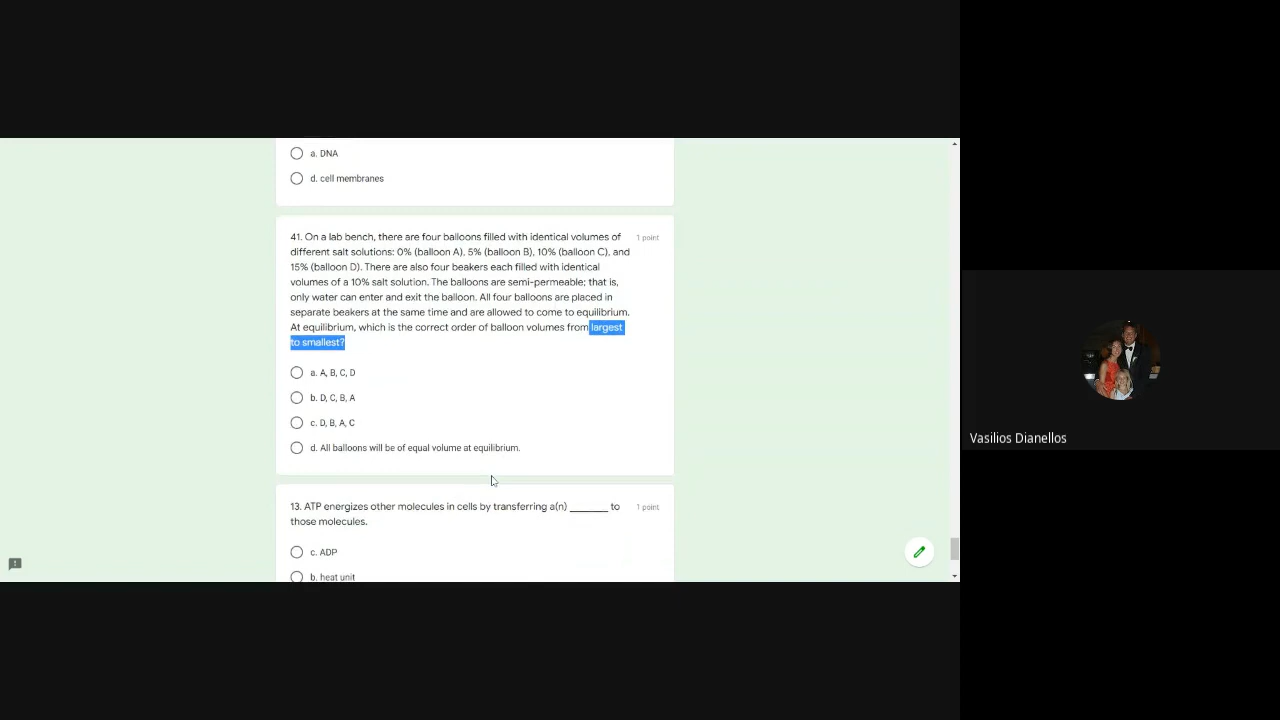 a. DNA
d. cell membranes
41. On a lab bench, there are four balloons filled with identical volumes of
different salt solutions: 0% (balloon A), 5% (balloon B), 10% (balloon C), and
15% (balloon D). There are also four beakers each filled with identical
volumes of a 10% salt solution. The balloons are semi-permeable; that is,
only water can enter and exit the balloon. All four balloons are placed in
separate beakers at the same time and are allowed to come to equilibrium.
At equilibrium, which is the correct order of balloon volumes from largest
to smallest?
1 point
a. A, B, C, D
b. D, C, B, A
c. D, B, A, C
d. All balloons will be of equal volume at equilibrium.
13. ATP energizes other molecules in cells by transferring a(n) ________ to
those molecules.
1 point
c. ADP
b. heat unit
Vasilios Dianellos